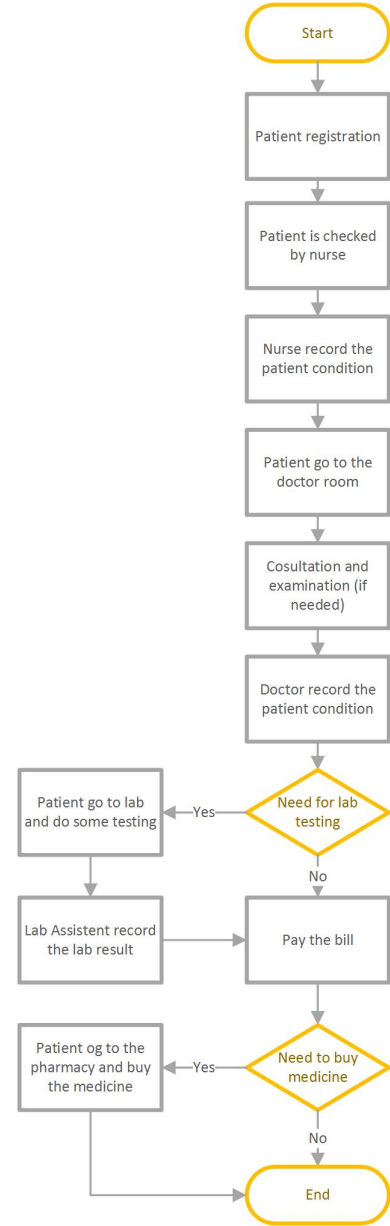 Start
Patient registration
Patient is checked
by nurse
Nurse record the
patient condition
Patient go to the
doctor room
Cosultation and
examination (if
needed)
Doctor record the
patient condition
Patient go to lab
and do some testing
Yes
Need for lab
testing
No
Lab Assistent record
the lab result
Pay the bill
Patient og to the
pharmacy and buy
the medicine
Yes
Need to buy
medicine
No
End